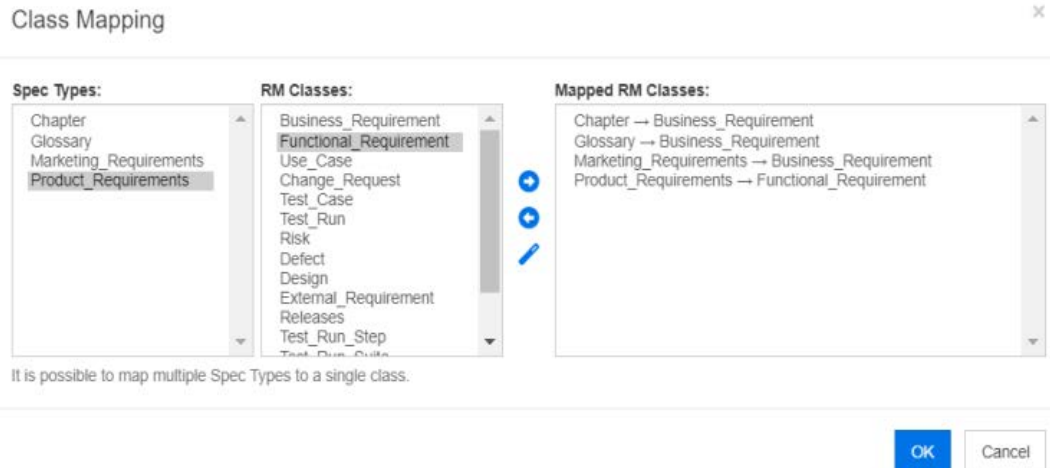 Class Mapping
×
Spec Types:
Chapter
Glossary
Marketing_Requirements
Product_Requirements
RM Classes:
Business_Requirement
Functional_Requirement
Use_Case
Change_Request
Test_Case
Test_Run
Risk
Defect
Design
External_Requirement
Releases
Test_Run_Step
Test_Run_Suite
Mapped RM Classes:
Chapter → Business_Requirement
Glossary → Business_Requirement
Marketing_Requirements → Business_Requirement
Product_Requirements → Functional_Requirement
It is possible to map multiple Spec Types to a single class.
OK
Cancel